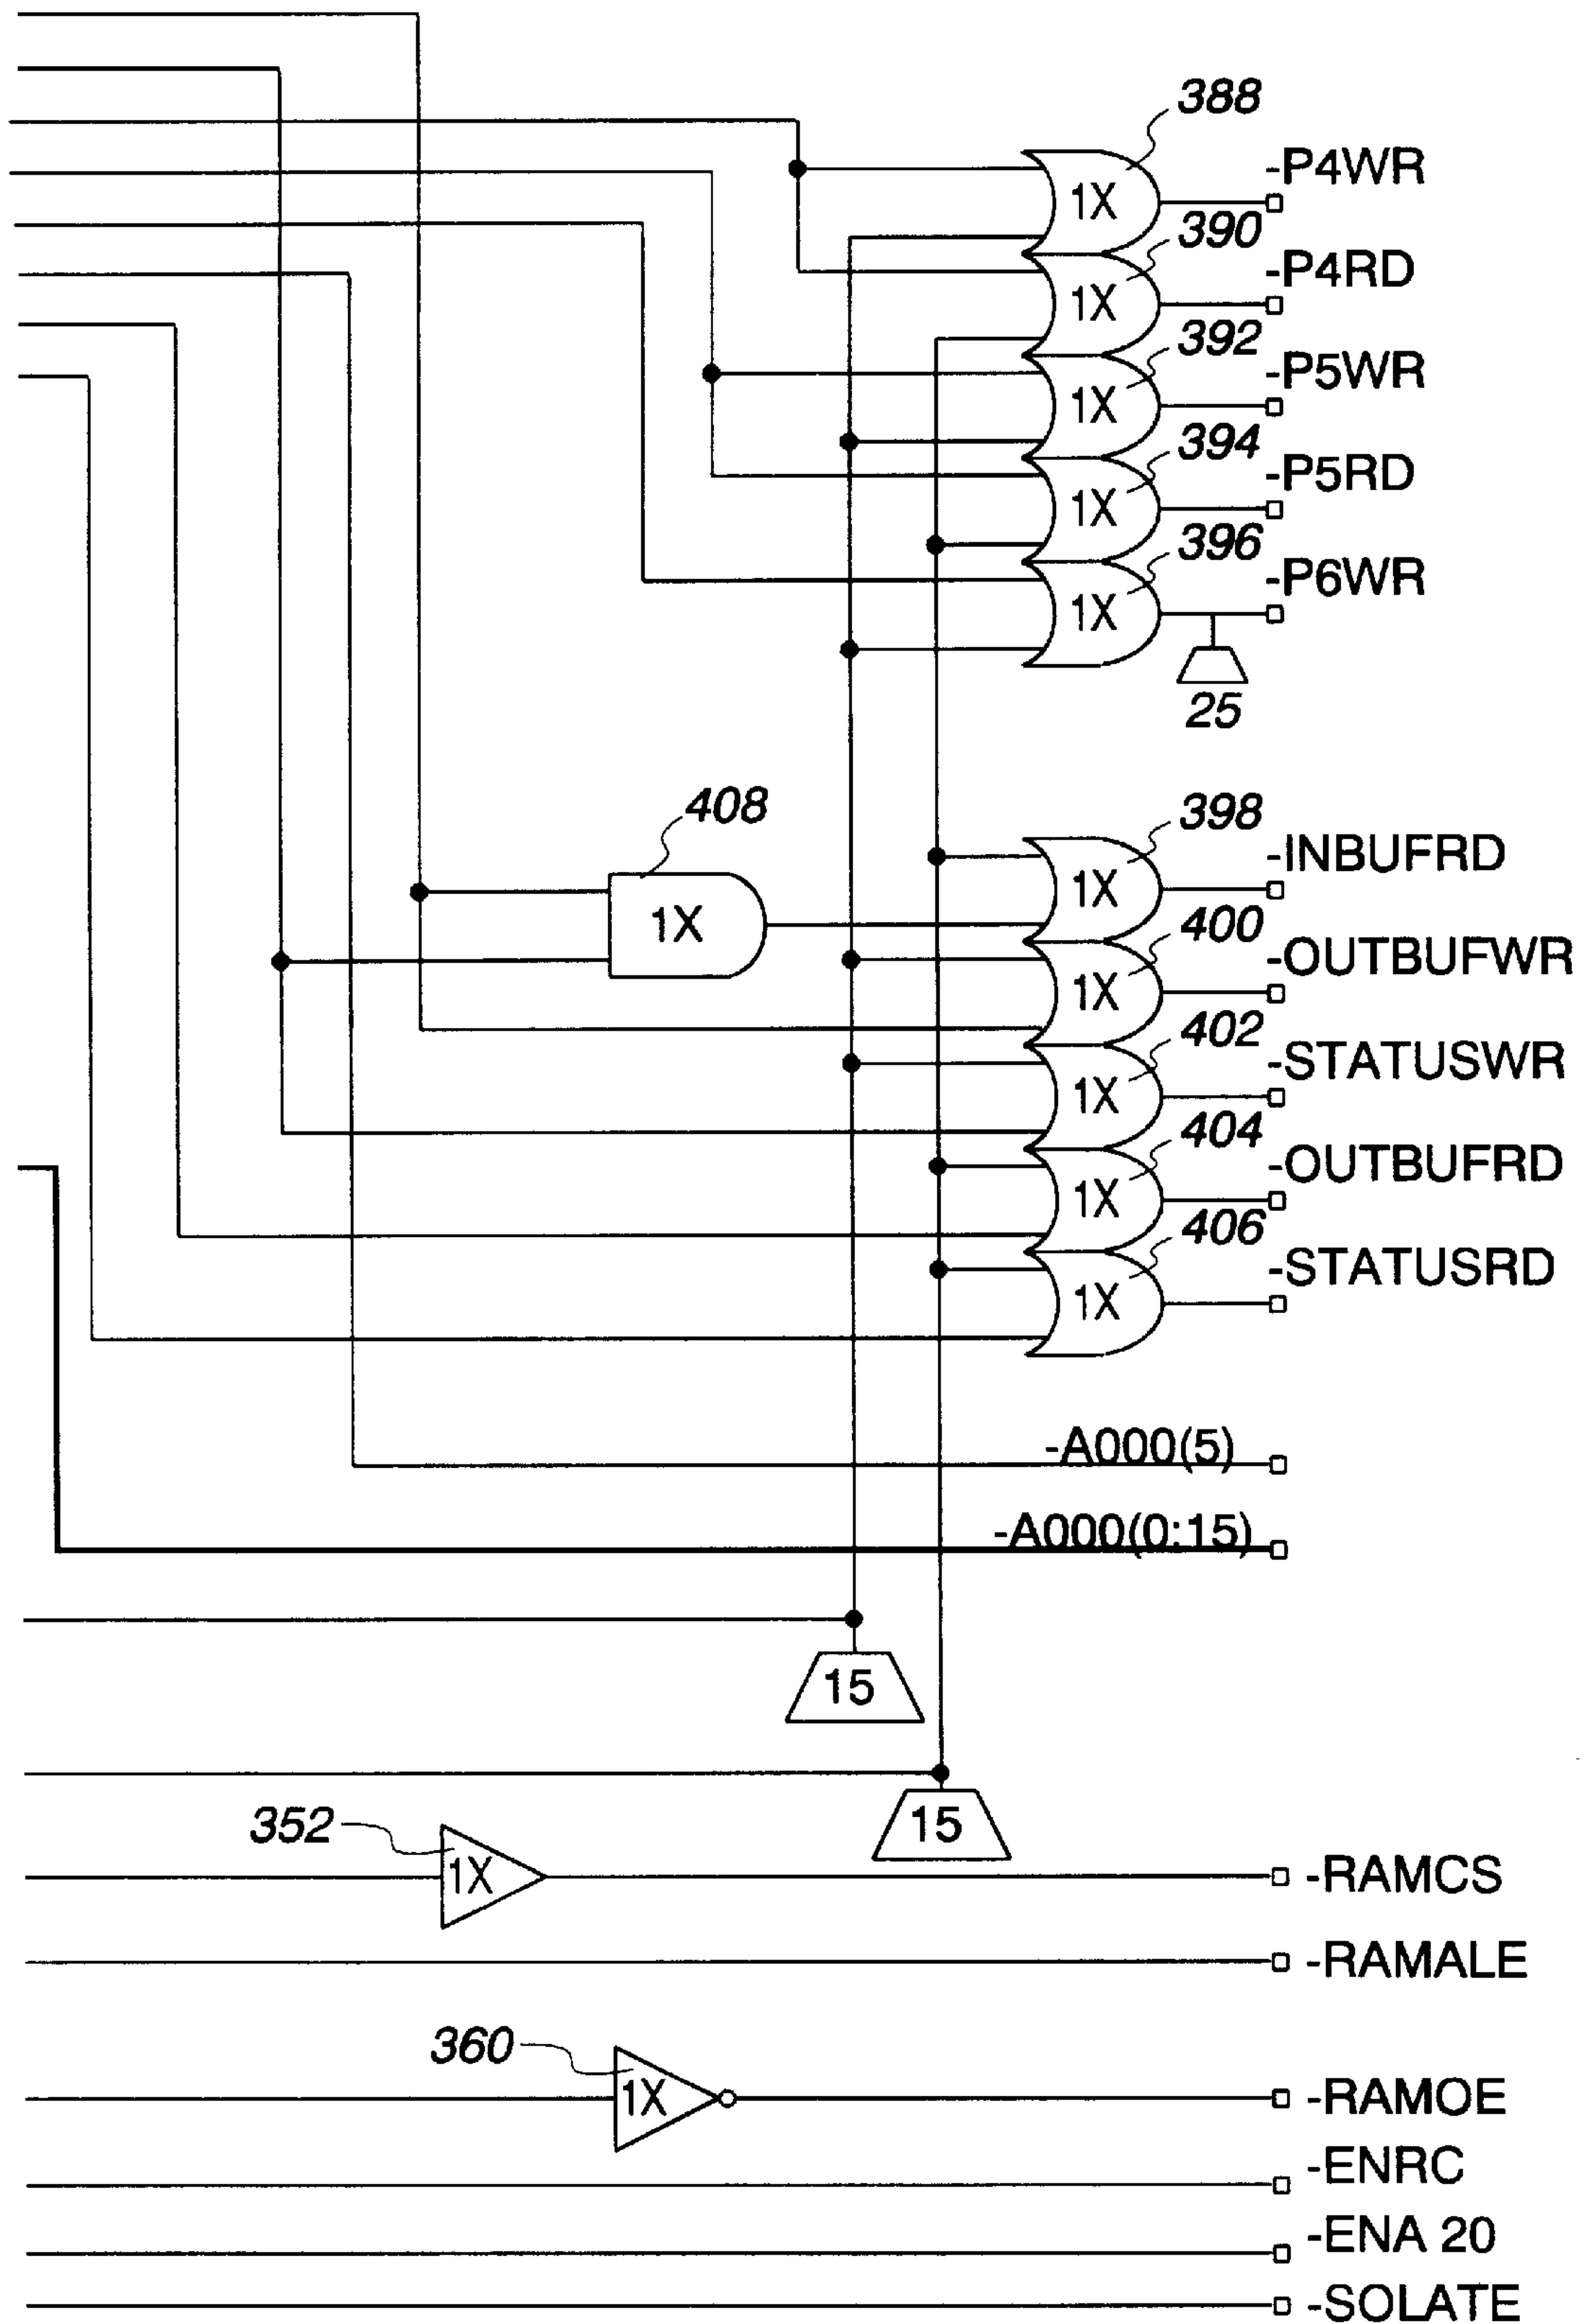 388
-P4WR
1X
390
-P4RD
1X
392
-P5WR
1X
394
-P5RD
1X
396
-P6WR
1X
25
408
1X
398
-INBUFRD
1X
400
-OUTBUFWR
1X
402
-STATUSWR
1X
404
-OUTBUFRD
1X
406
-STATUSRD
1X
-A000(5)
-A000(0:15)
15
15
352
1X
-RAMCS
-RAMALE
360
1X
-RAMOE
-ENRC
-ENA 20
-SOLATE